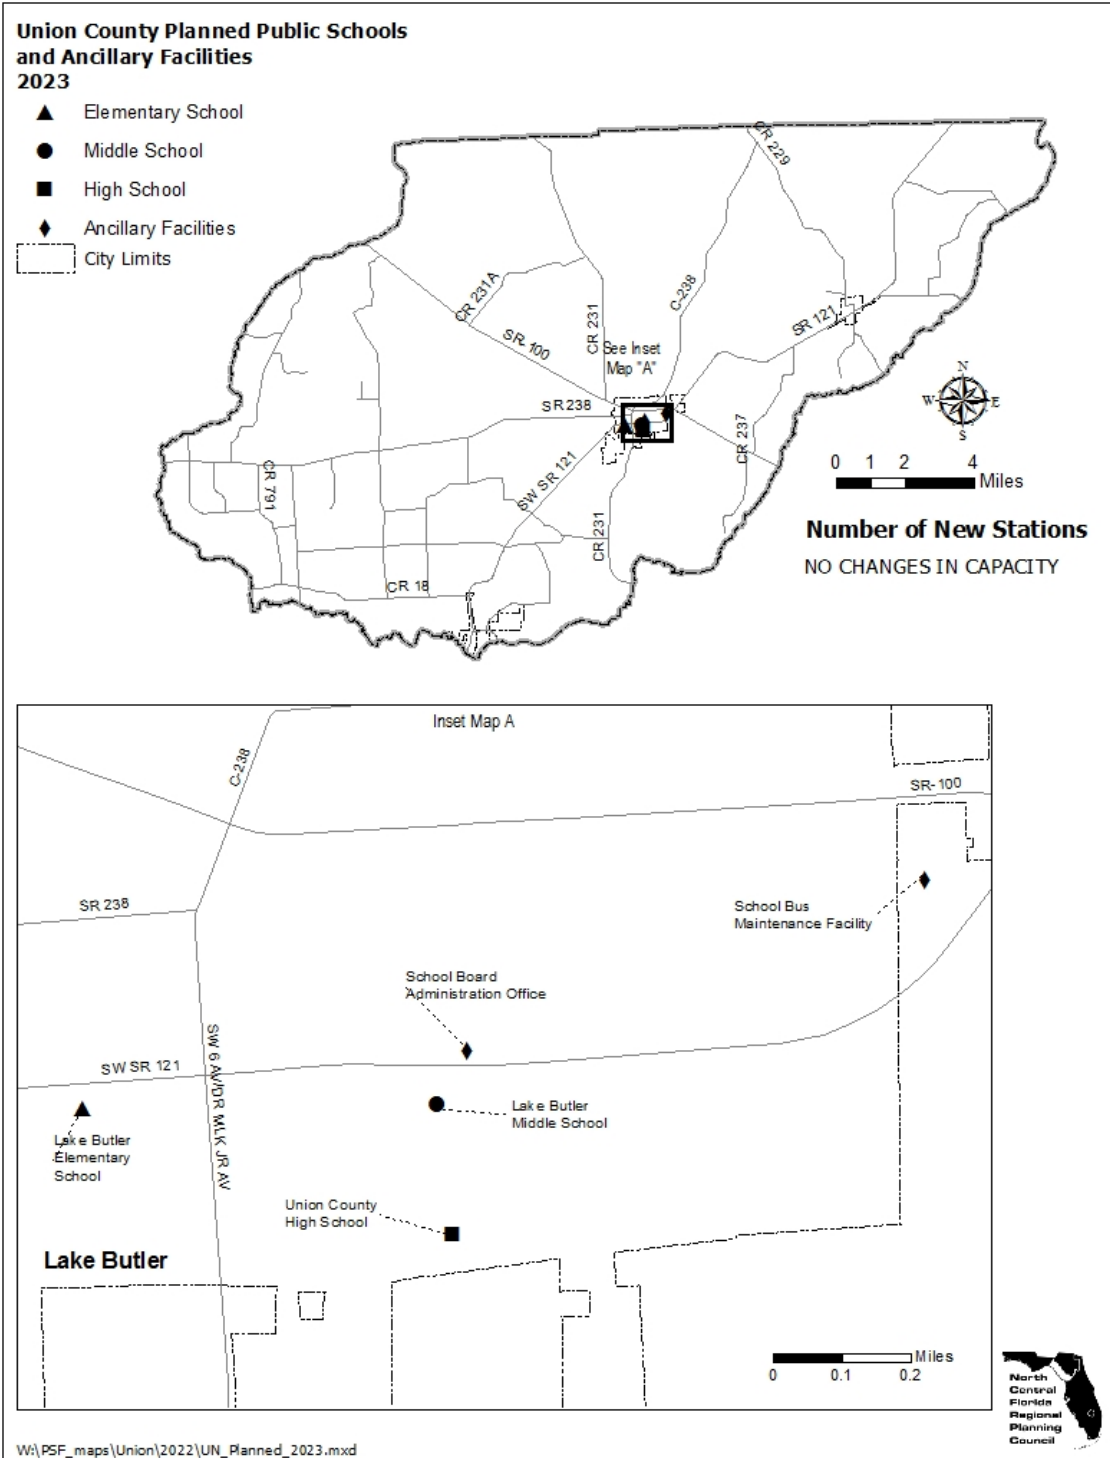 Union County Planned Public Schools
and Ancillary Facilities
2023
Elementary School
Middle School
High School
Ancillary Facilities
City Limits
CR 229
CR 231A
C-238
CR 231
SR-100
SR 121
See Inset
Map "A"
SR 238
CR 237
SW SR 121
CR 791
CR 231
CR 18
N
W
E
S
0 1 2 4
Miles
Number of New Stations
NO CHANGES IN CAPACITY
Inset Map A
C-238
SR-100
SR 238
School Bus
Maintenance Facility
School Board
Administration Office
SW SR 121
SW 6 AV/DR MLK JR AV
Lake Butler
Middle School
Lake Butler
Elementary
School
Union County
High School
Lake Butler
Miles
0 0.1 0.2
North
Central
Florida
Regional
Planning
Council
W:\PSF_maps\Union\2022\UN_Planned_2023.mxd